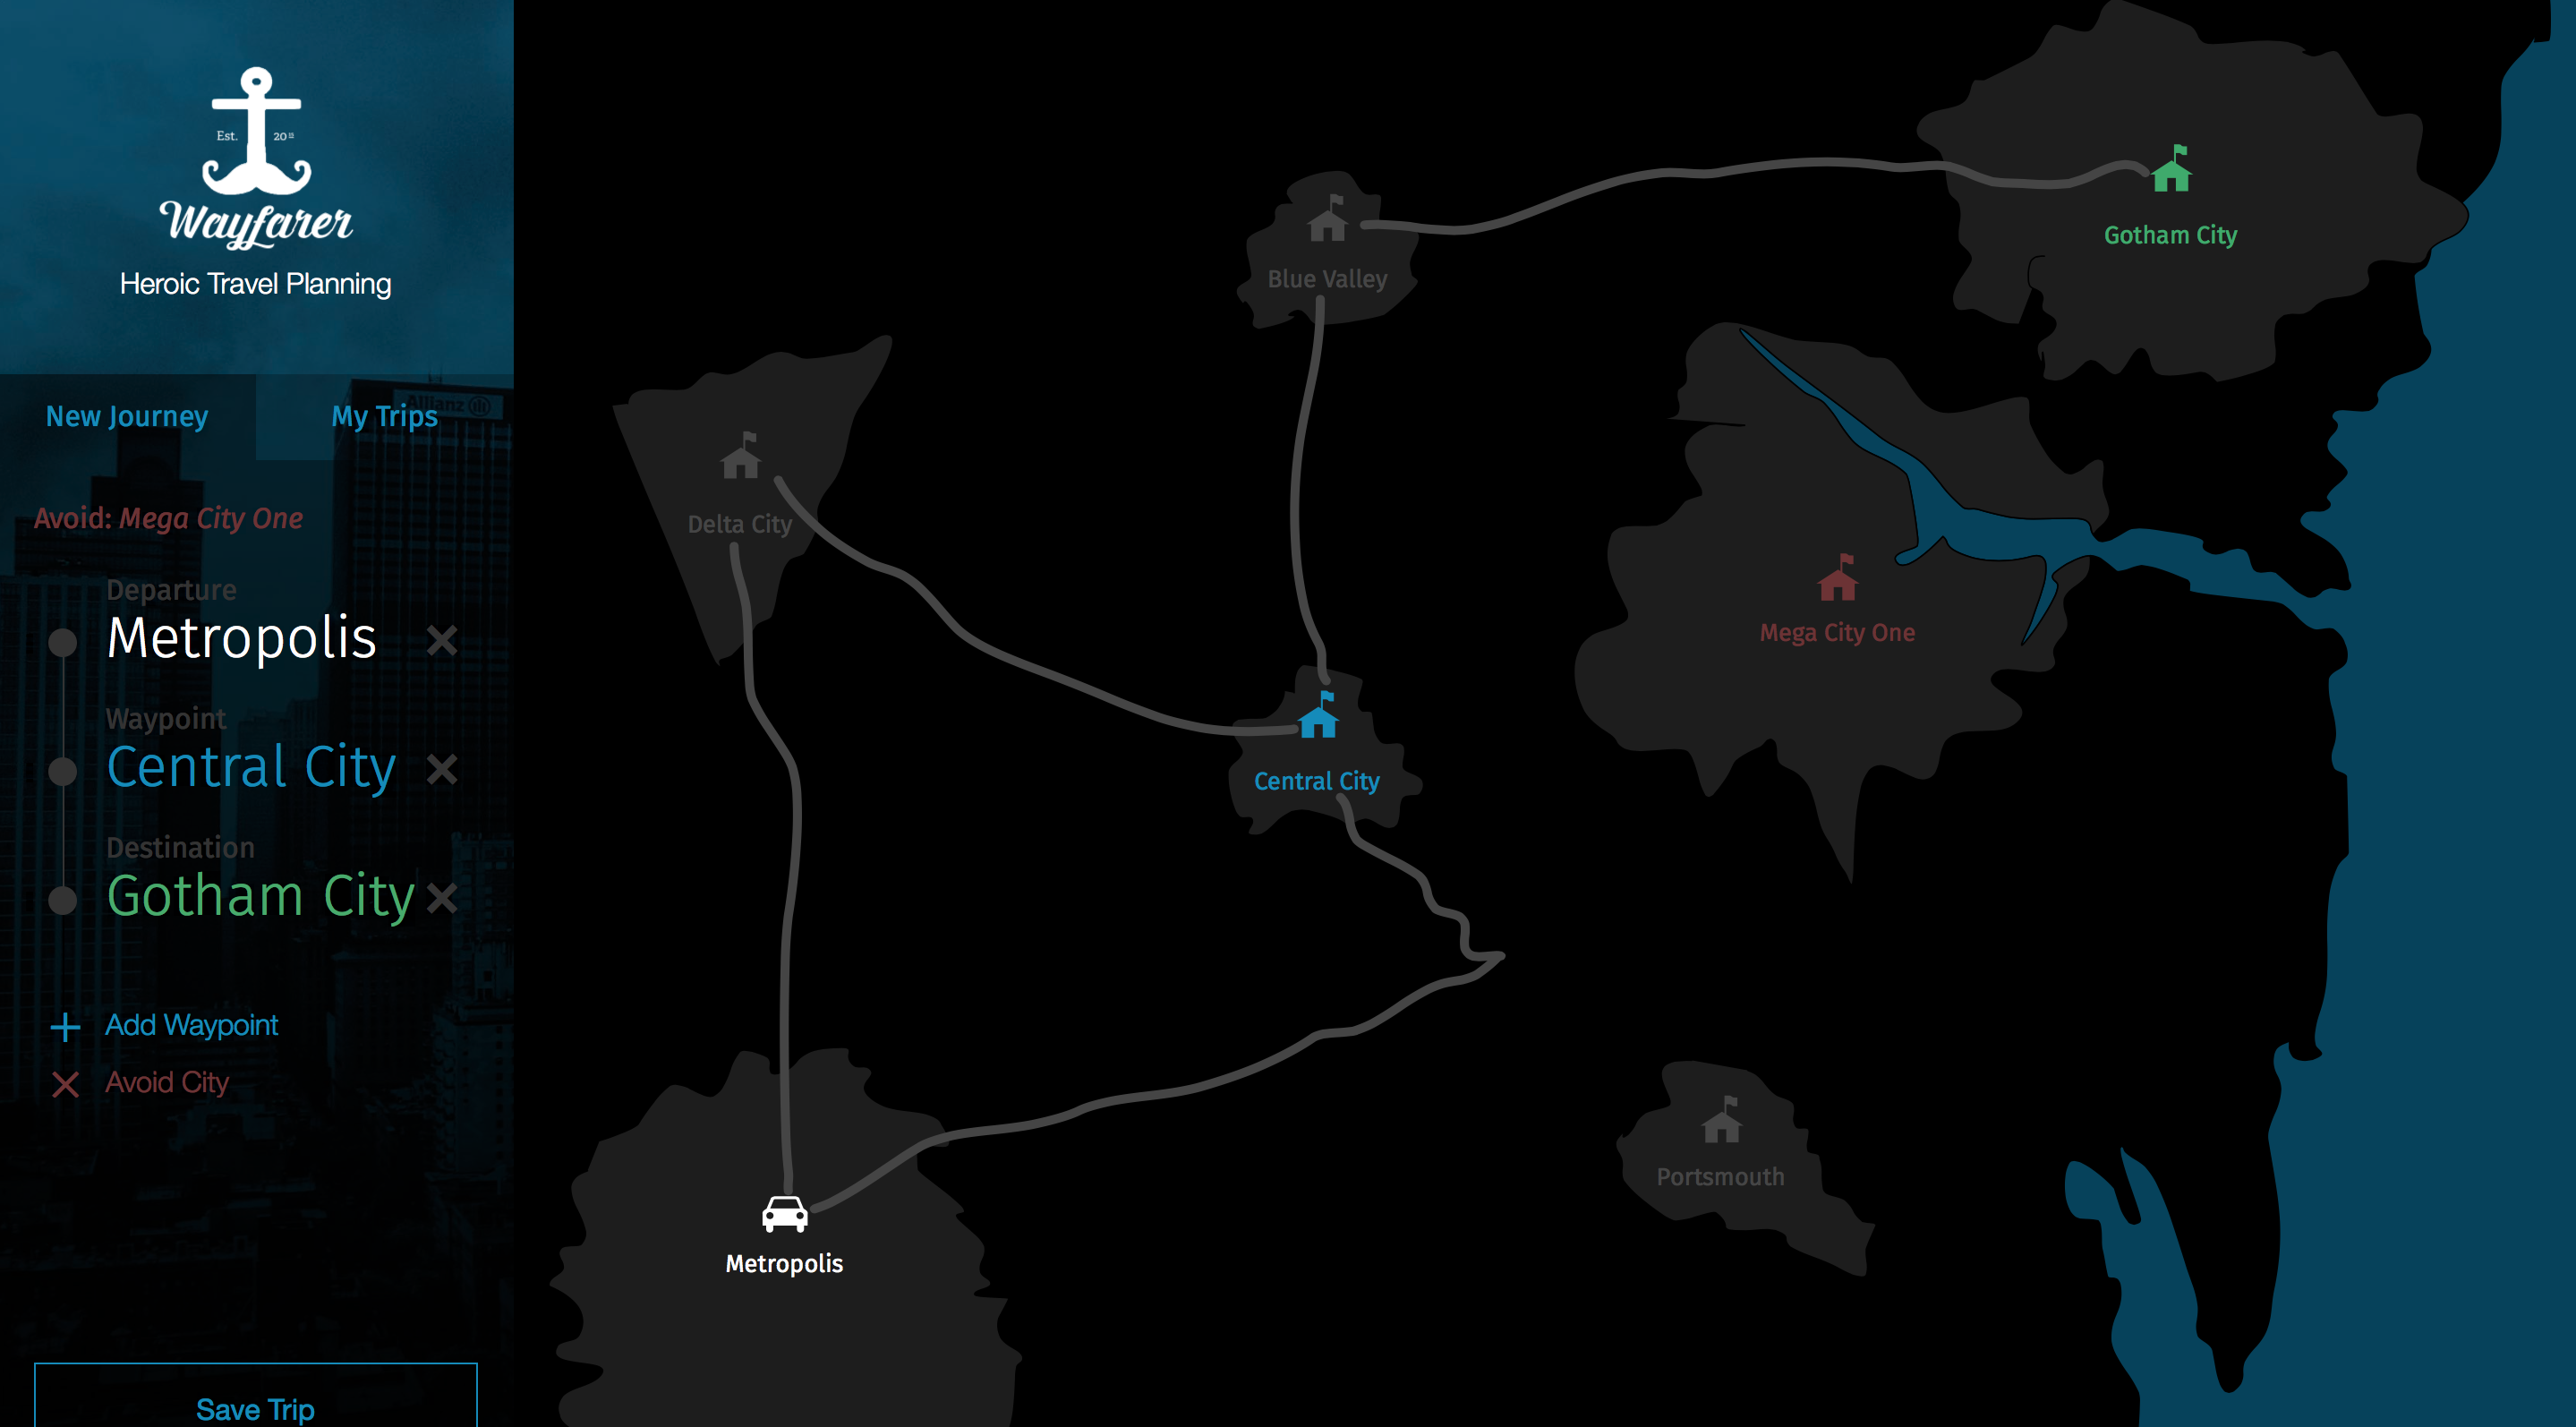 Est. 20
Wayfarer
Heroic Travel Planning
Allianz
New Journey
My Trips
Avoid: Mega City One
Departure
Metropolis
Waypoint
Central City
Destination
Gotham City
Add Waypoint
Avoid City
Save Trip
Gotham City
Blue Valley
Delta City
Mega City One
Central City
Portsmouth
Metropolis